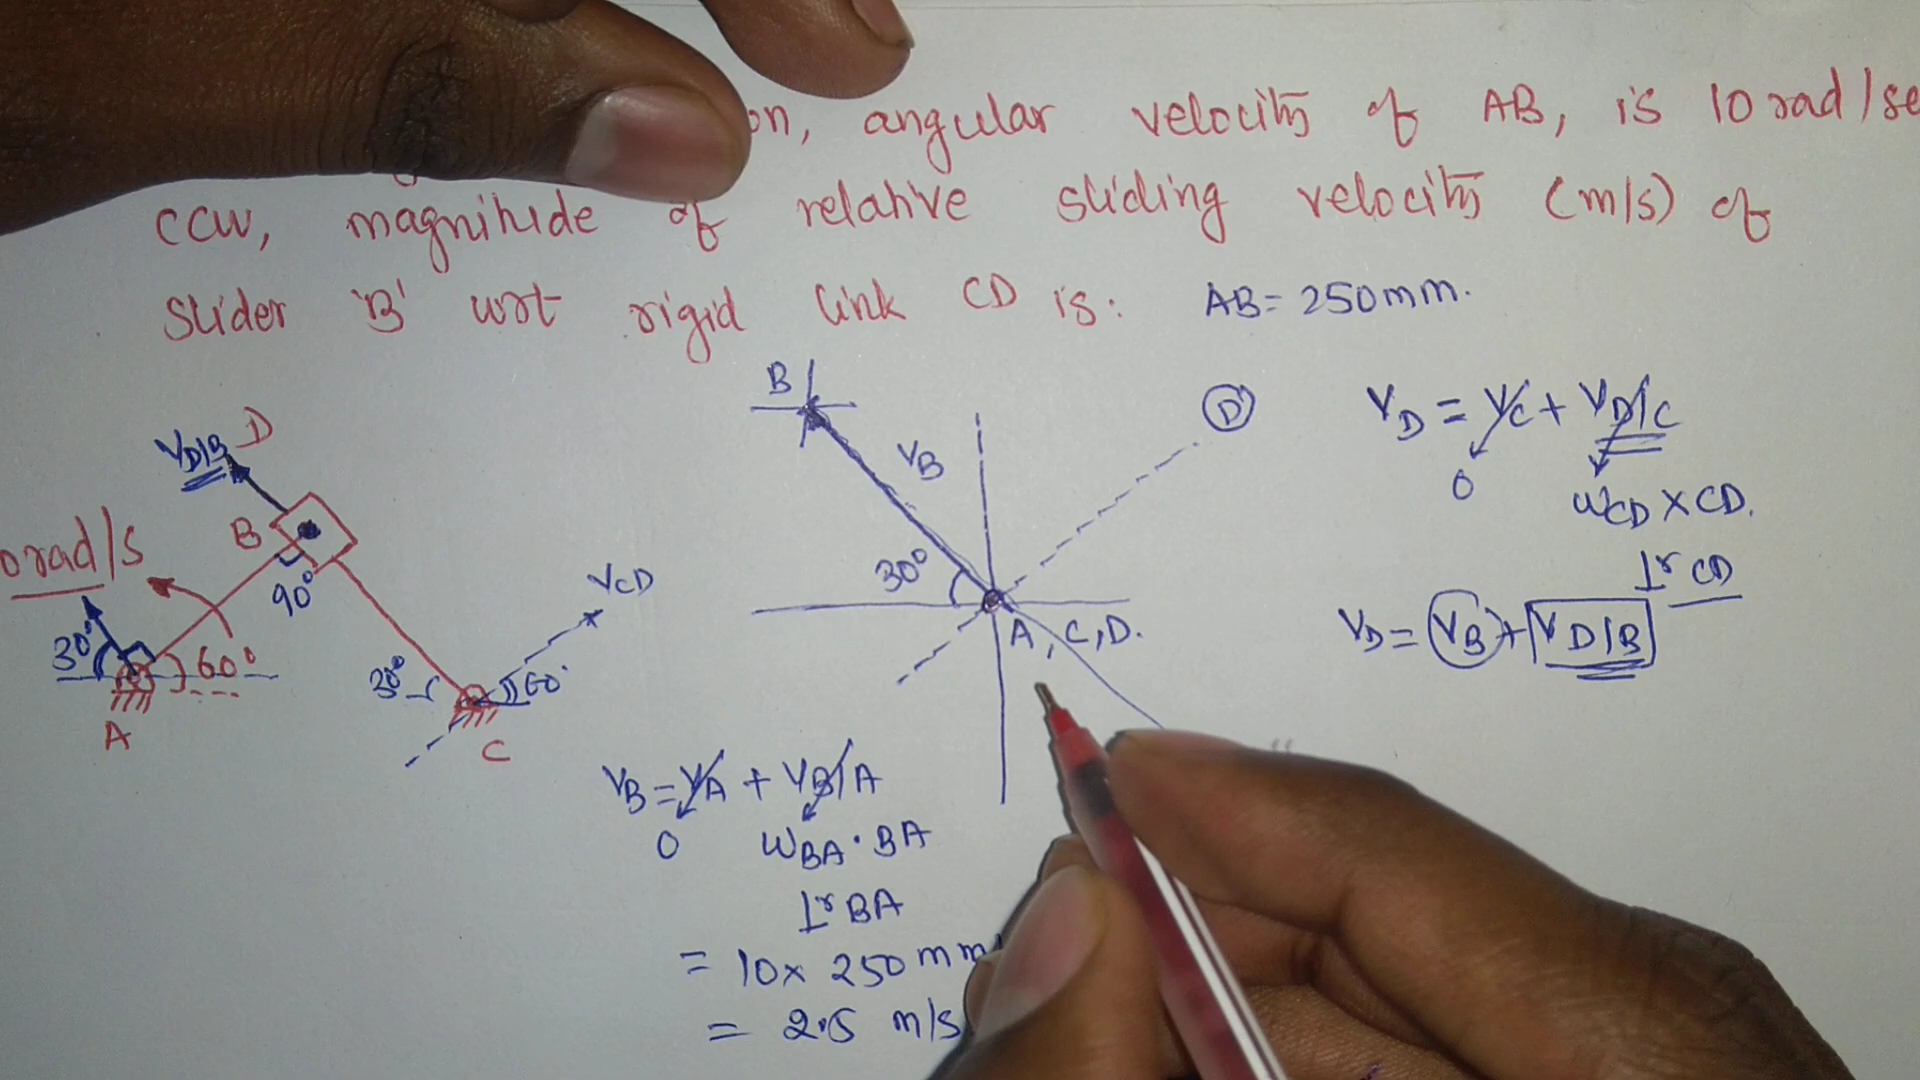 on, angular velocity of AB, is 10 rad/se
ccw, magnitude of relative sliding velocity (m/s) of
slider 'B' wrt rigid link CD is: AB = 250mm.
VD/B D
B
0 rad/s
90°
30°
60°
A
30°
60°
C
VCD
B
VB
30°
A, C, D.
D
VD = VC + VD/C
0
ωCD × CD.
⊥r CD
VD = VB + VD/B
VB = VA + VB/A
0 ωBA · BA
⊥r BA
= 10 × 250 mm
= 2.5 m/s